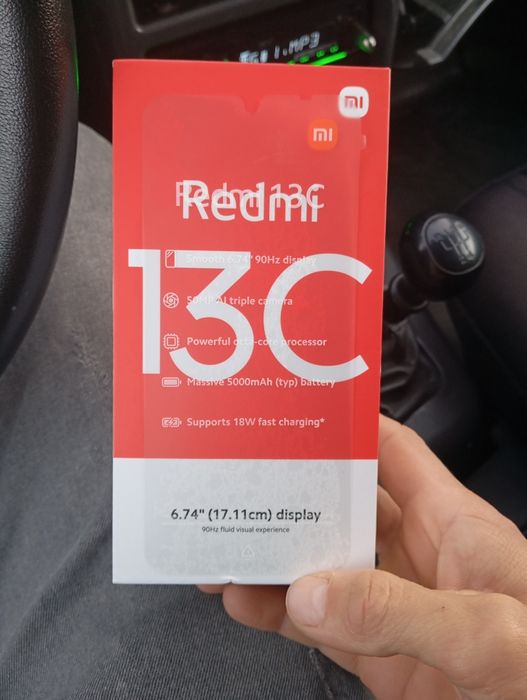 mi
mi
Redmi 13C
Redmi
13C
Smooth 6.74" 90Hz display
50MP AI triple camera
Powerful octa-core processor
Massive 5000mAh (typ) battery
Supports 18W fast charging*
6.74" (17.11cm) display
90Hz fluid visual experience